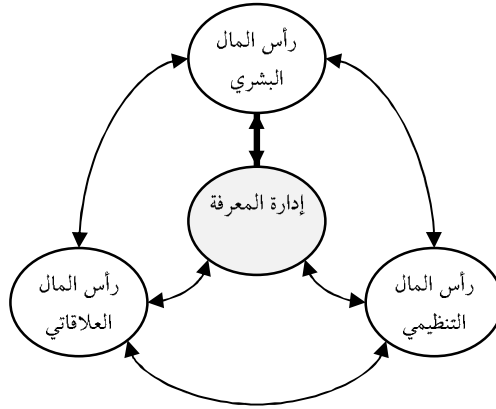 رأس المال
البشري
إدارة المعرفة
رأس المال
التنظيمي
رأس المال
العلاقاتي